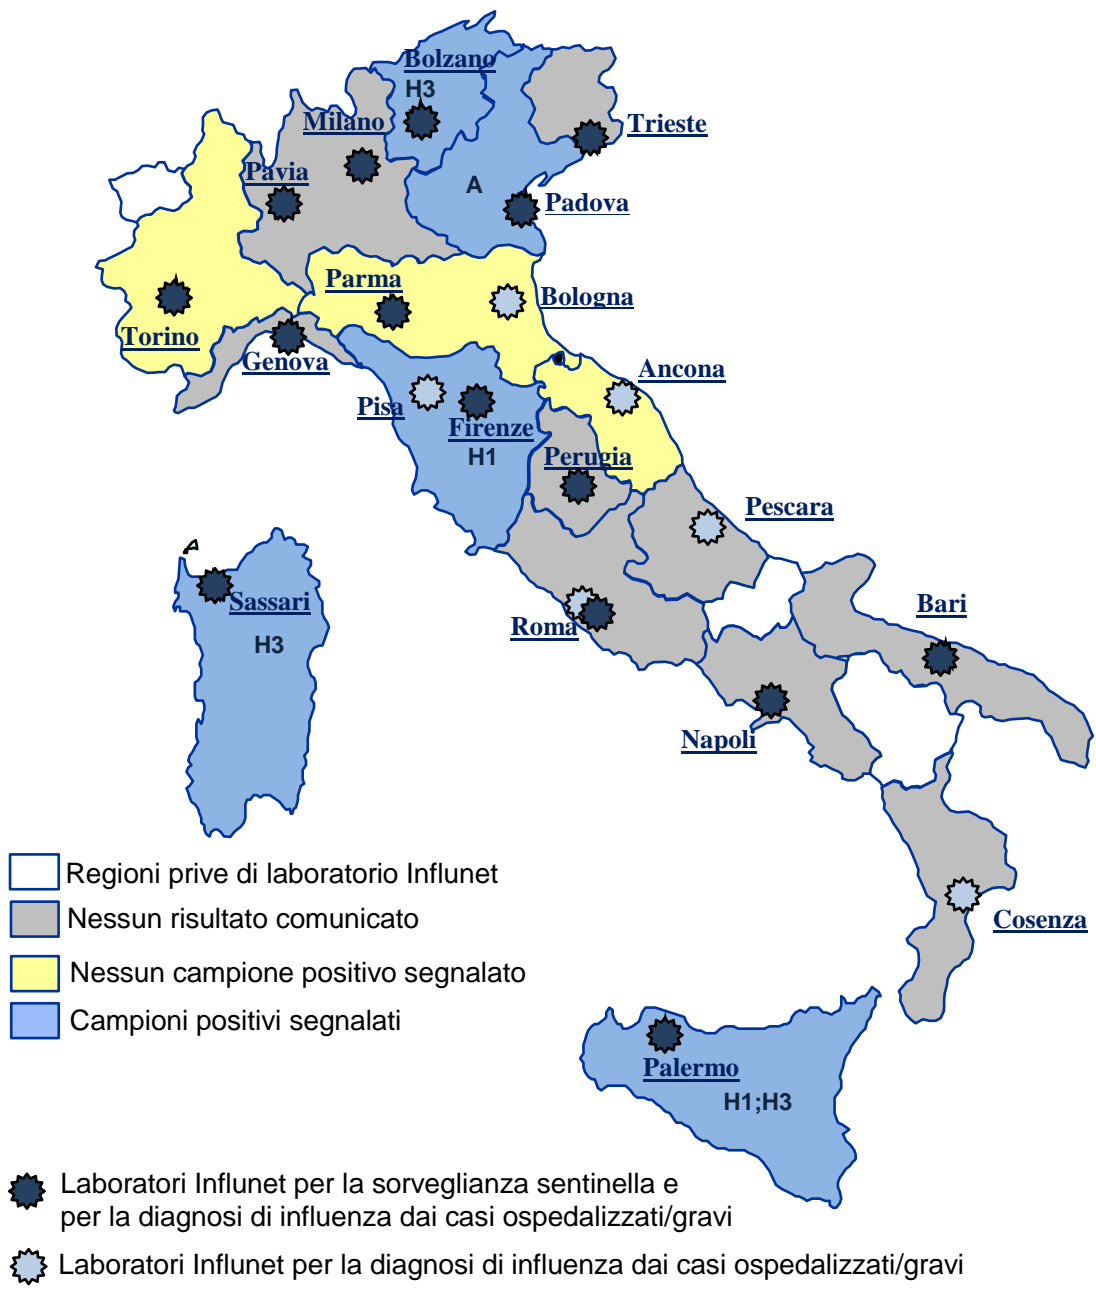 Bolzano
H3
Milano
Trieste
Pavia
A
Padova
Parma
Bologna
Torino
Genova
Ancona
Pisa
Firenze
H1
Perugia
Pescara
Sassari
H3
Bari
Roma
Napoli
Regioni prive di laboratorio Influnet
Nessun risultato comunicato
Cosenza
Nessun campione positivo segnalato
Campioni positivi segnalati
Palermo
H1;H3
Laboratori Influnet per la sorveglianza sentinella e
per la diagnosi di influenza dai casi ospedalizzati/gravi
Laboratori Influnet per la diagnosi di influenza dai casi ospedalizzati/gravi